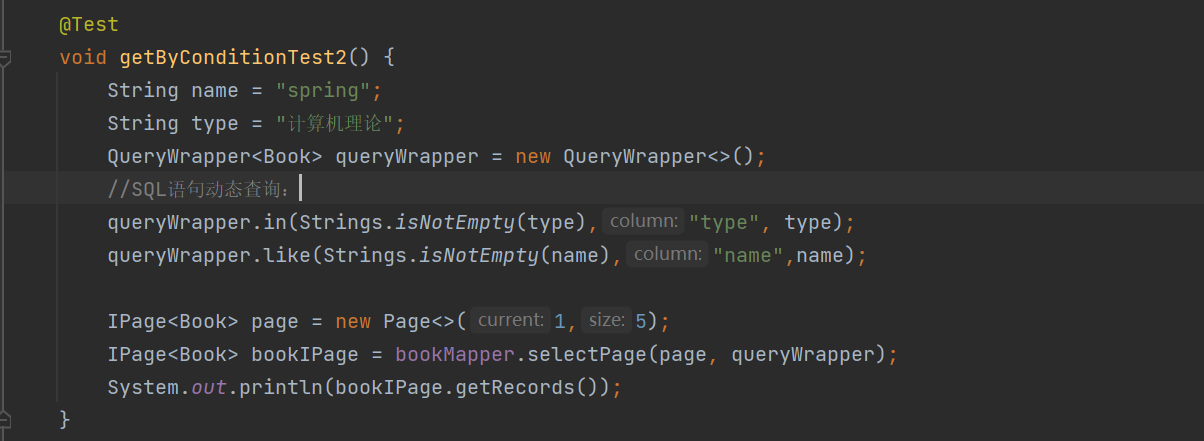 @Test
void getByConditionTest2() {
String name = "spring";
String type = "计算机理论";
QueryWrapper<Book> queryWrapper = new QueryWrapper<>();
//SQL语句动态查询：
queryWrapper.in(Strings.isNotEmpty(type), column: "type", type);
queryWrapper.like(Strings.isNotEmpty(name), column: "name",name);
IPage<Book> page = new Page<>( current: 1, size: 5);
IPage<Book> bookIPage = bookMapper.selectPage(page, queryWrapper);
System.out.println(bookIPage.getRecords());
}